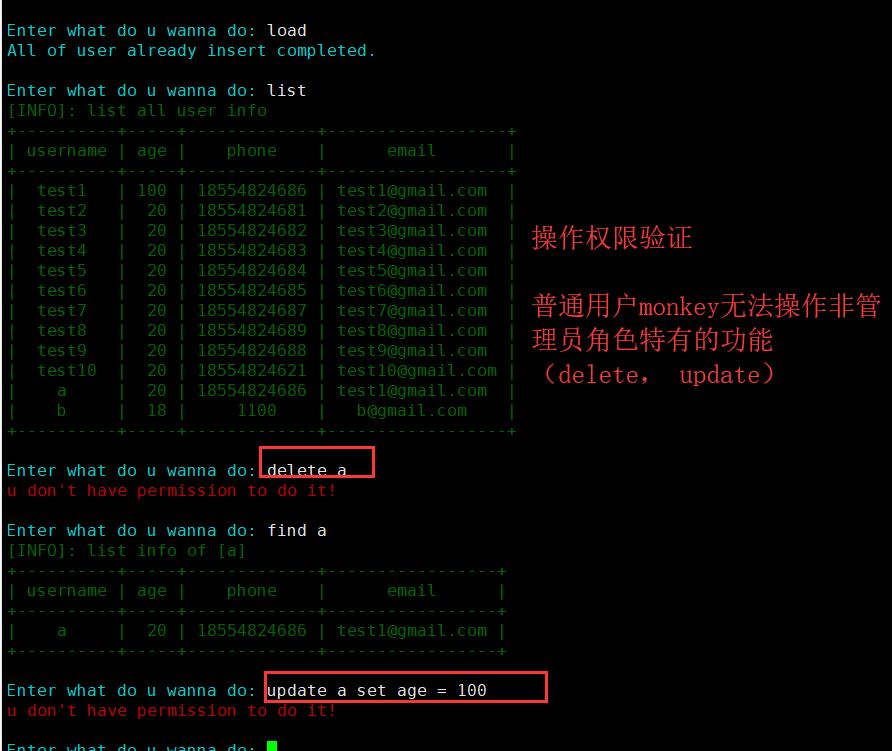 Enter what do u wanna do: load
All of user already insert completed.
Enter what do u wanna do: list
[INFO]: list all user info
+----------+-----+-------------+------------------+
| username | age |    phone    |      email       |
+----------+-----+-------------+------------------+
|  test1   | 100 | 18554824686 | test1@gmail.com  |
|  test2   |  20 | 18554824681 | test2@gmail.com  |
|  test3   |  20 | 18554824682 | test3@gmail.com  |
|  test4   |  20 | 18554824683 | test4@gmail.com  |
|  test5   |  20 | 18554824684 | test5@gmail.com  |
|  test6   |  20 | 18554824685 | test6@gmail.com  |
|  test7   |  20 | 18554824687 | test7@gmail.com  |
|  test8   |  20 | 18554824689 | test8@gmail.com  |
|  test9   |  20 | 18554824688 | test9@gmail.com  |
|  test10  |  20 | 18554824621 | test10@gmail.com |
|    a     |  20 | 18554824686 | test1@gmail.com  |
|    b     |  18 |    1100     |   b@gmail.com    |
+----------+-----+-------------+------------------+
操作权限验证
普通用户monkey无法操作非管
理员角色特有的功能
（delete， update）
Enter what do u wanna do: delete a
u don't have permission to do it!
Enter what do u wanna do: find a
[INFO]: list info of [a]
+----------+-----+-------------+-----------------+
| username | age |    phone    |      email      |
+----------+-----+-------------+-----------------+
|    a     |  20 | 18554824686 | test1@gmail.com |
+----------+-----+-------------+-----------------+
Enter what do u wanna do: update a set age = 100
u don't have permission to do it!
Enter what do u wanna do: